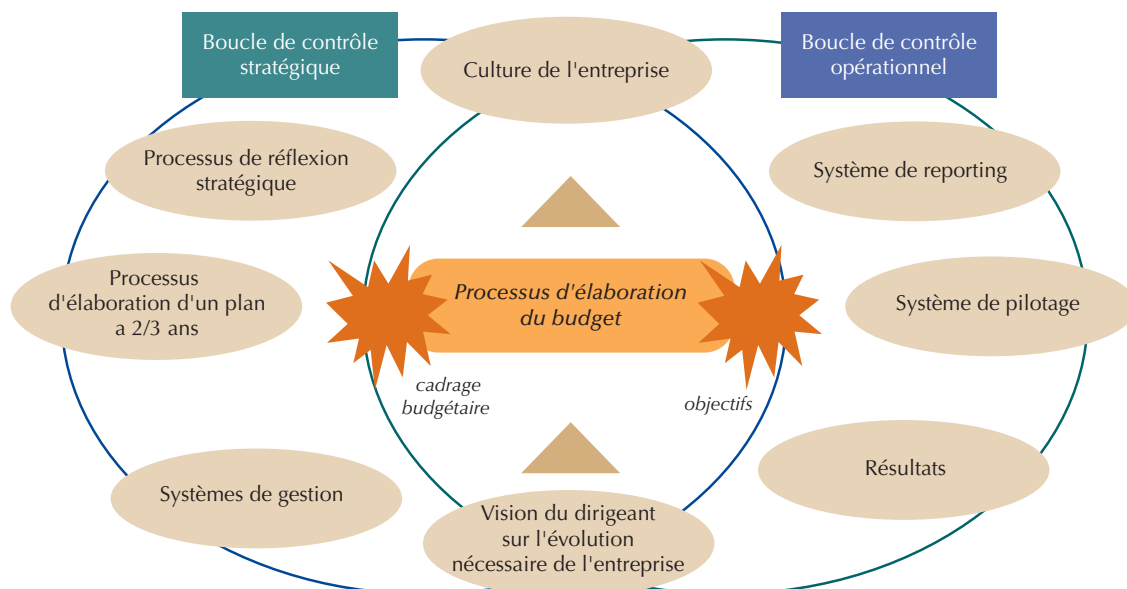 Boucle de contrôle
stratégique
Culture de l'entreprise
Boucle de contrôle
opérationnel
Processus de réflexion
stratégique
Système de reporting
Processus
d'élaboration d'un plan
a 2/3 ans
Processus d'élaboration
du budget
Système de pilotage
cadrage
budgétaire
objectifs
Systèmes de gestion
Résultats
Vision du dirigeant
sur l'évolution
nécessaire de l'entreprise